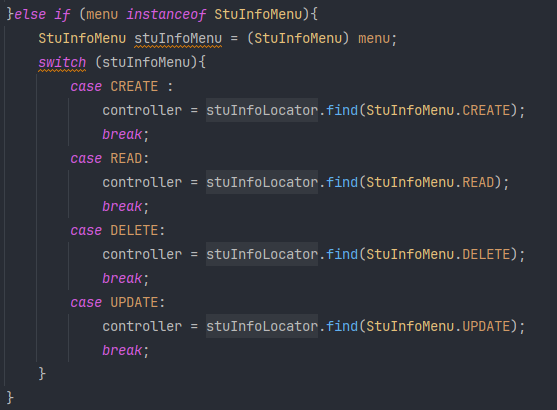 }else if (menu instanceof StuInfoMenu){
    StuInfoMenu stuInfoMenu = (StuInfoMenu) menu;
    switch (stuInfoMenu){
        case CREATE :
            controller = stuInfoLocator.find(StuInfoMenu.CREATE);
            break;
        case READ:
            controller = stuInfoLocator.find(StuInfoMenu.READ);
            break;
        case DELETE:
            controller = stuInfoLocator.find(StuInfoMenu.DELETE);
            break;
        case UPDATE:
            controller = stuInfoLocator.find(StuInfoMenu.UPDATE);
            break;
    }
}